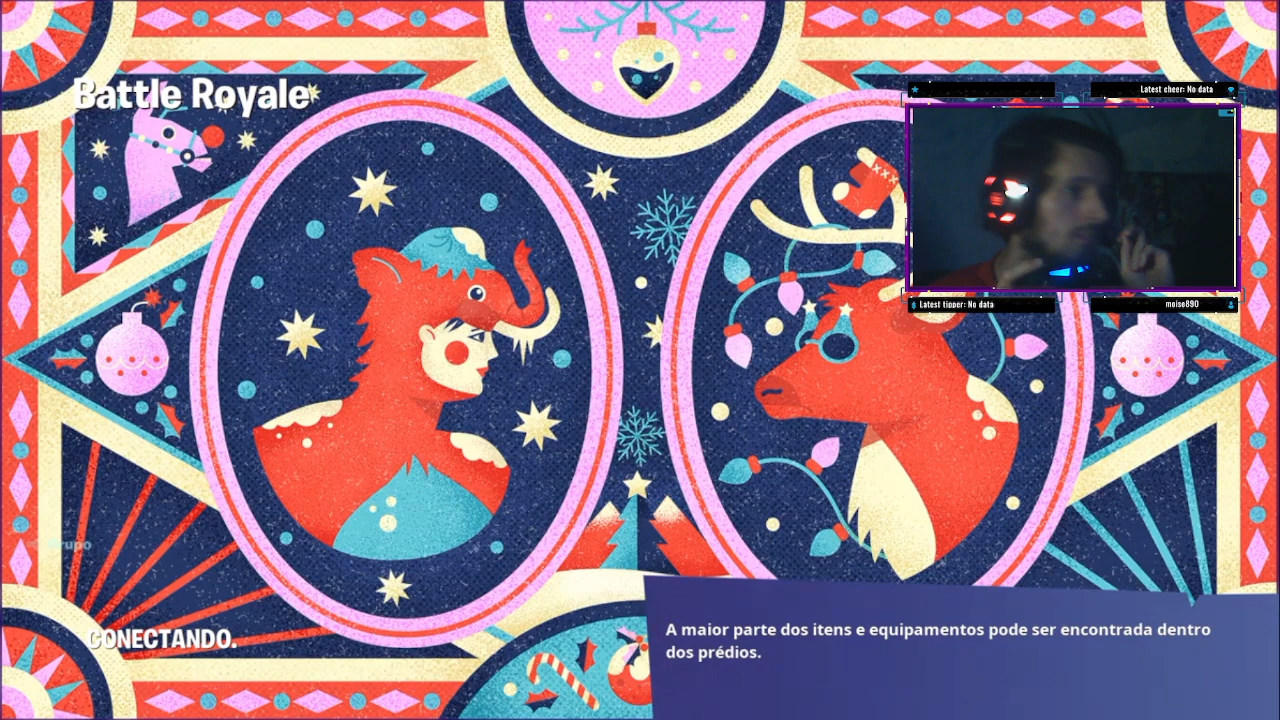 Battle Royale
Latest cheer: No data
Latest tipper: No data
moise890
Grupo
CONECTANDO.
A maior parte dos itens e equipamentos pode ser encontrada dentro
dos prédios.